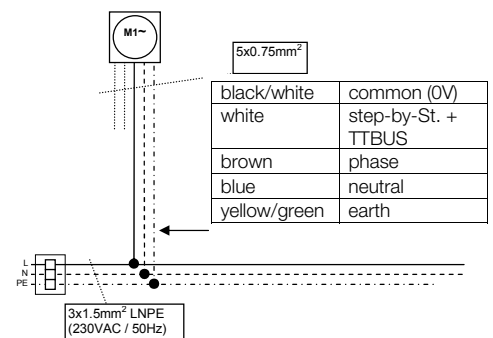 M1~
5x0.75mm²
black/white common (0V)
white step-by-St. +
TTBUS
brown phase
blue neutral
yellow/green earth
L
N
PE
3x1.5mm² LNPE
(230VAC / 50Hz)